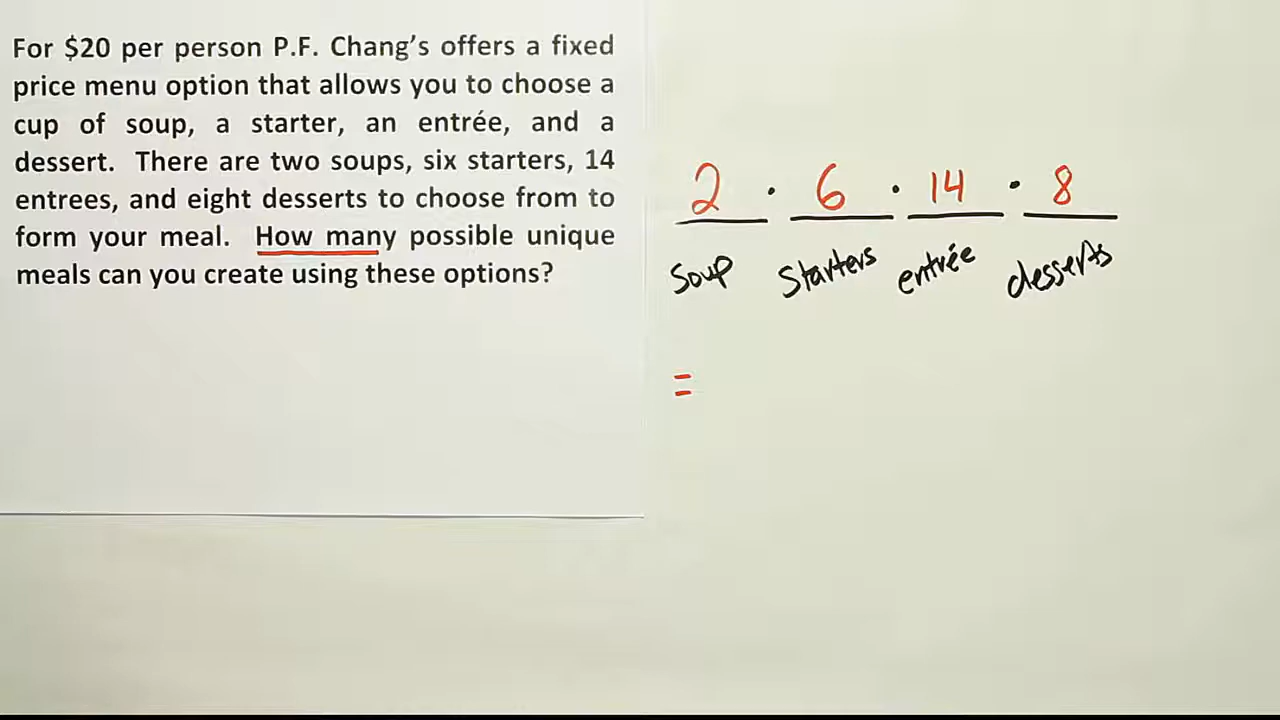 For $20 per person P.F. Chang's offers a fixed
price menu option that allows you to choose a
cup of soup, a starter, an entrée, and a
dessert. There are two soups, six starters, 14
entrees, and eight desserts to choose from to
form your meal. How many possible unique
meals can you create using these options?
2 · 6 · 14 · 8
Soup Starters entrée desserts
=